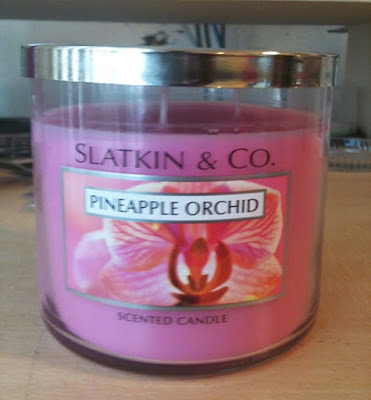 SLATKIN & CO.
PINEAPPLE ORCHID
SCENTED CANDLE